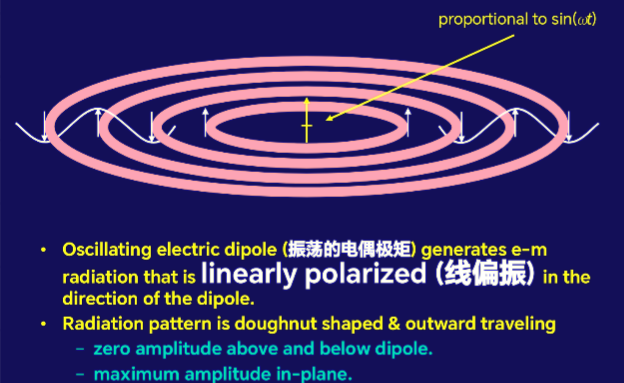 proportional to sin(ωt)
• Oscillating electric dipole (振荡的电偶极矩) generates e-m
radiation that is linearly polarized (线偏振) in the
direction of the dipole.
• Radiation pattern is doughnut shaped & outward traveling
– zero amplitude above and below dipole.
– maximum amplitude in-plane.